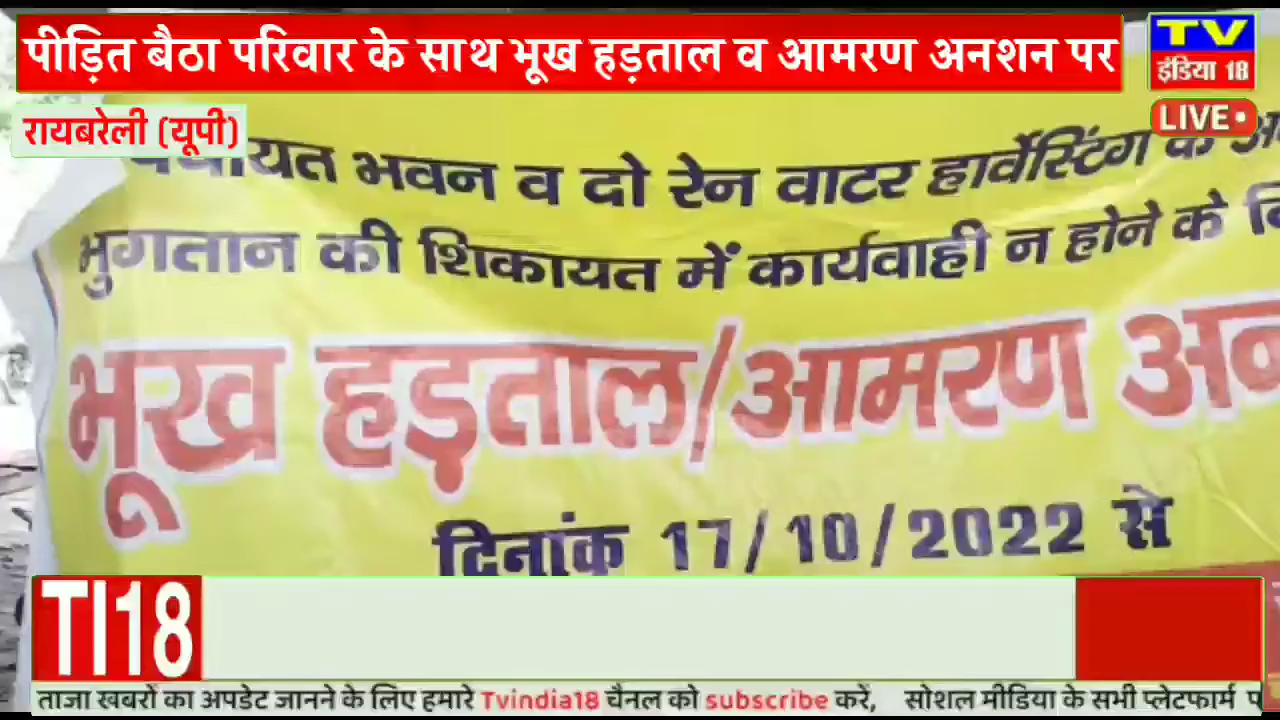 पीड़ित बैठा परिवार के साथ भूख हड़ताल व आमरण अनशन पर
TV
इंडिया 18
LIVE
रायबरेली (यूपी)
भवन व दो रेन वाटर हार्वेस्टिंग के
भुगतान की शिकायत में कार्यवाही न होने के
भूख हड़ताल/आमरण
दिनांक 17/10/2022 से
TI18
ताजा खबरों का अपडेट जानने के लिए हमारे Tvindia18 चैनल को subscribe करें, सोशल मीडिया के सभी प्लेटफार्म